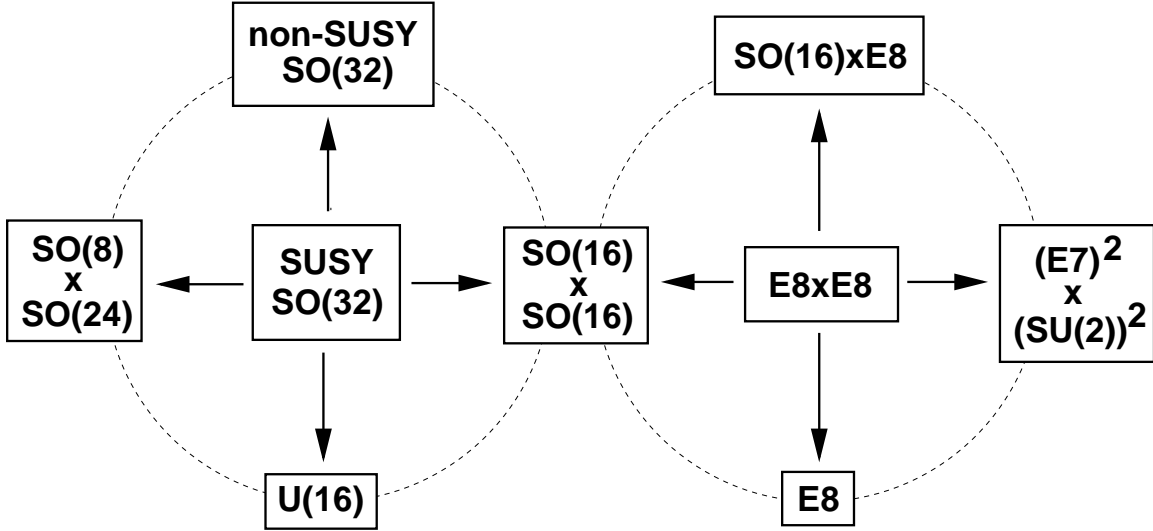 non-SUSY
SO(32)
SO(16)xE8
SO(8)
x
SO(24)
SUSY
SO(32)
SO(16)
x
SO(16)
E8xE8
(E7)²
x
(SU(2))²
U(16)
E8